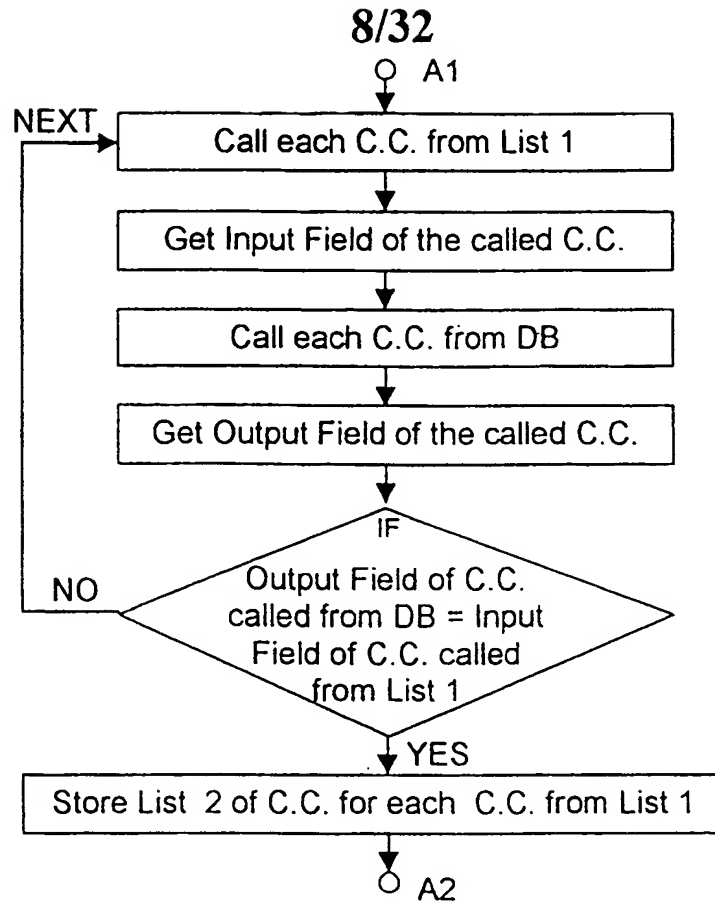 8/32
A1
NEXT
Call each C.C. from List 1
Get Input Field of the called C.C.
Call each C.C. from DB
Get Output Field of the called C.C.
IF
Output Field of C.C.
called from DB = Input
Field of C.C. called
from List 1
NO
YES
Store List 2 of C.C. for each C.C. from List 1
A2